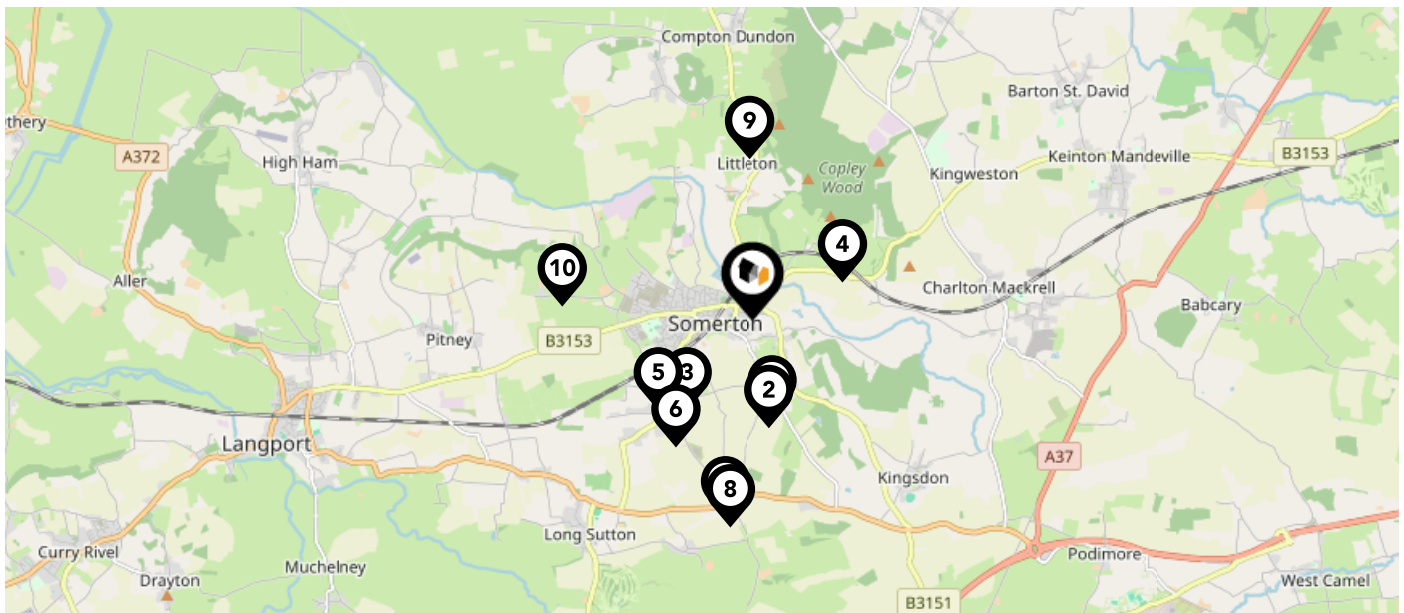 Compton Dundon
Barton St. David
thery
9
A372
High Ham
Littleton
Copley
Wood
Keinton Mandeville
B3153
Kingweston
4
10
Aller
Charlton Mackrell
Babcary
Somerton
Pitney
B3153
5
3
2
6
Langport
A37
Kingsdon
8
Long Sutton
Curry Rivel
Podimore
Muchelney
Drayton
West Camel
B3151